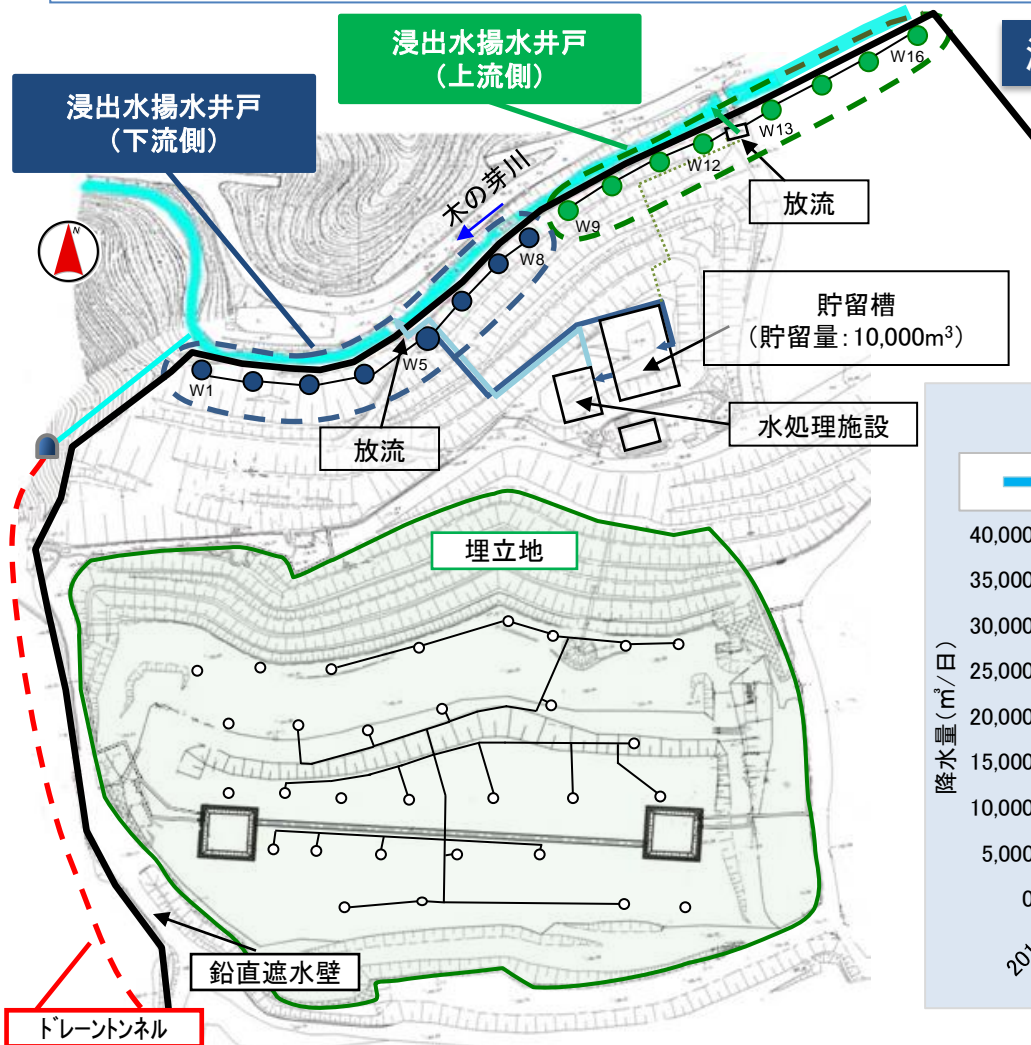 浸出水揚水井戸
(上流側)
浸出水揚水井戸
(下流側)
W16
W13
W12
放流
木の芽川
W9
W8
N
貯留槽
(貯留量:10,000m³)
W5
W1
放流
水処理施設
埋立地
40,000
35,000
30,000
25,000
20,000
15,000
10,000
5,000
0
降水量(m³/日)
201
鉛直遮水壁
ドレーントンネル